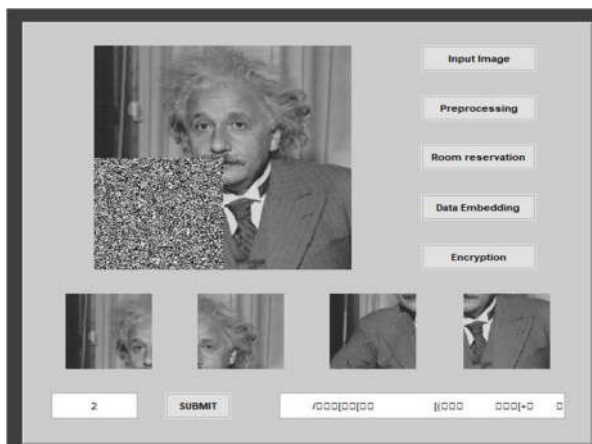 Input Image
Preprocessing
Room reservation
Data Embedding
Encryption
2 SUBMIT /□□□[□□[□□ [(□□□ □□□[+□ □